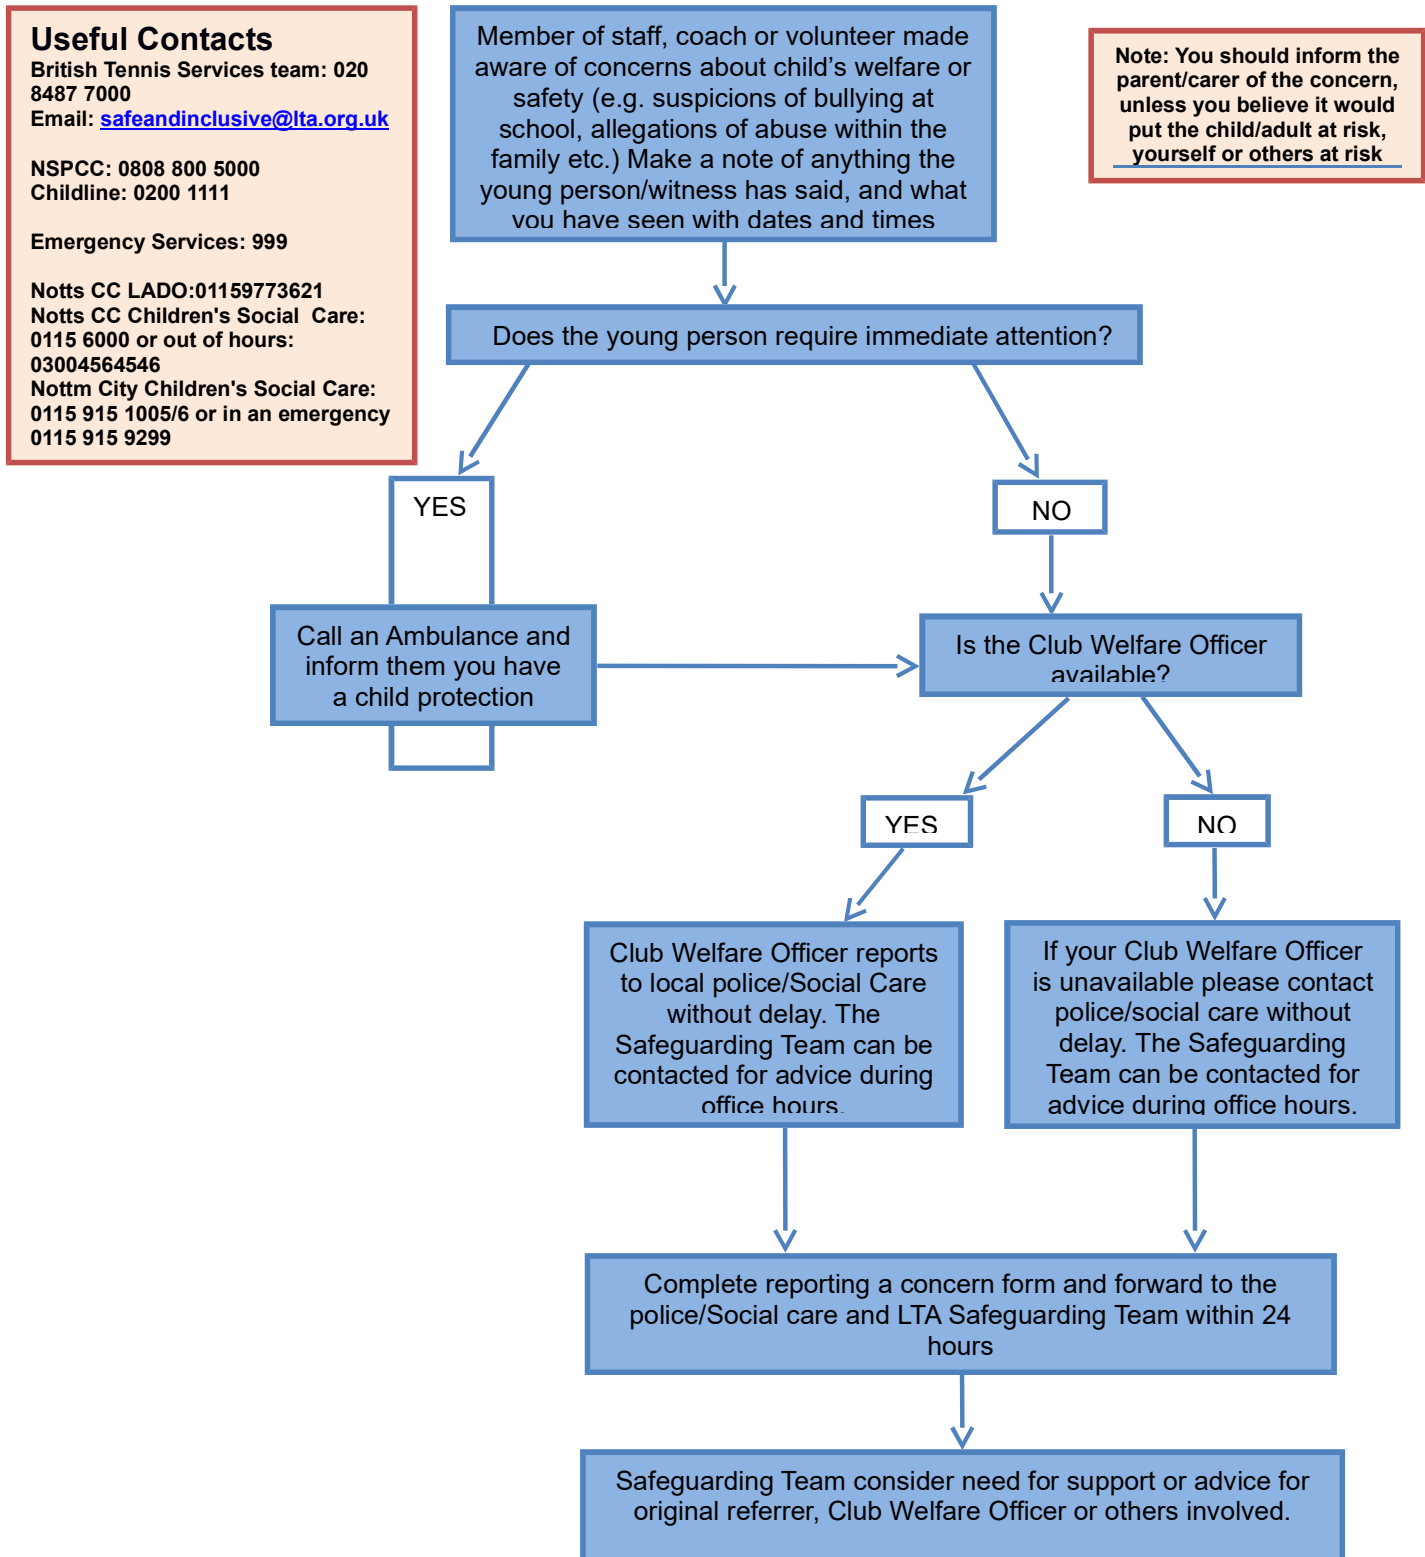 Useful Contacts
British Tennis Services team: 020
8487 7000
Email: safeandinclusive@lta.org.uk
NSPCC: 0808 800 5000
Childline: 0200 1111
Emergency Services: 999
Notts CC LADO:01159773621
Notts CC Children's Social Care:
0115 6000 or out of hours:
03004564546
Nottm City Children's Social Care:
0115 915 1005/6 or in an emergency
0115 915 9299
Member of staff, coach or volunteer made
aware of concerns about child's welfare or
safety (e.g. suspicions of bullying at
school, allegations of abuse within the
family etc.) Make a note of anything the
young person/witness has said, and what
you have seen with dates and times
Note: You should inform the
parent/carer of the concern,
unless you believe it would
put the child/adult at risk,
yourself or others at risk
Does the young person require immediate attention?
YES
NO
Call an Ambulance and
inform them you have
a child protection
Is the Club Welfare Officer
available?
YES
NO
Club Welfare Officer reports
to local police/Social Care
without delay. The
Safeguarding Team can be
contacted for advice during
office hours.
If your Club Welfare Officer
is unavailable please contact
police/social care without
delay. The Safeguarding
Team can be contacted for
advice during office hours.
Complete reporting a concern form and forward to the
police/Social care and LTA Safeguarding Team within 24
hours
Safeguarding Team consider need for support or advice for
original referrer, Club Welfare Officer or others involved.